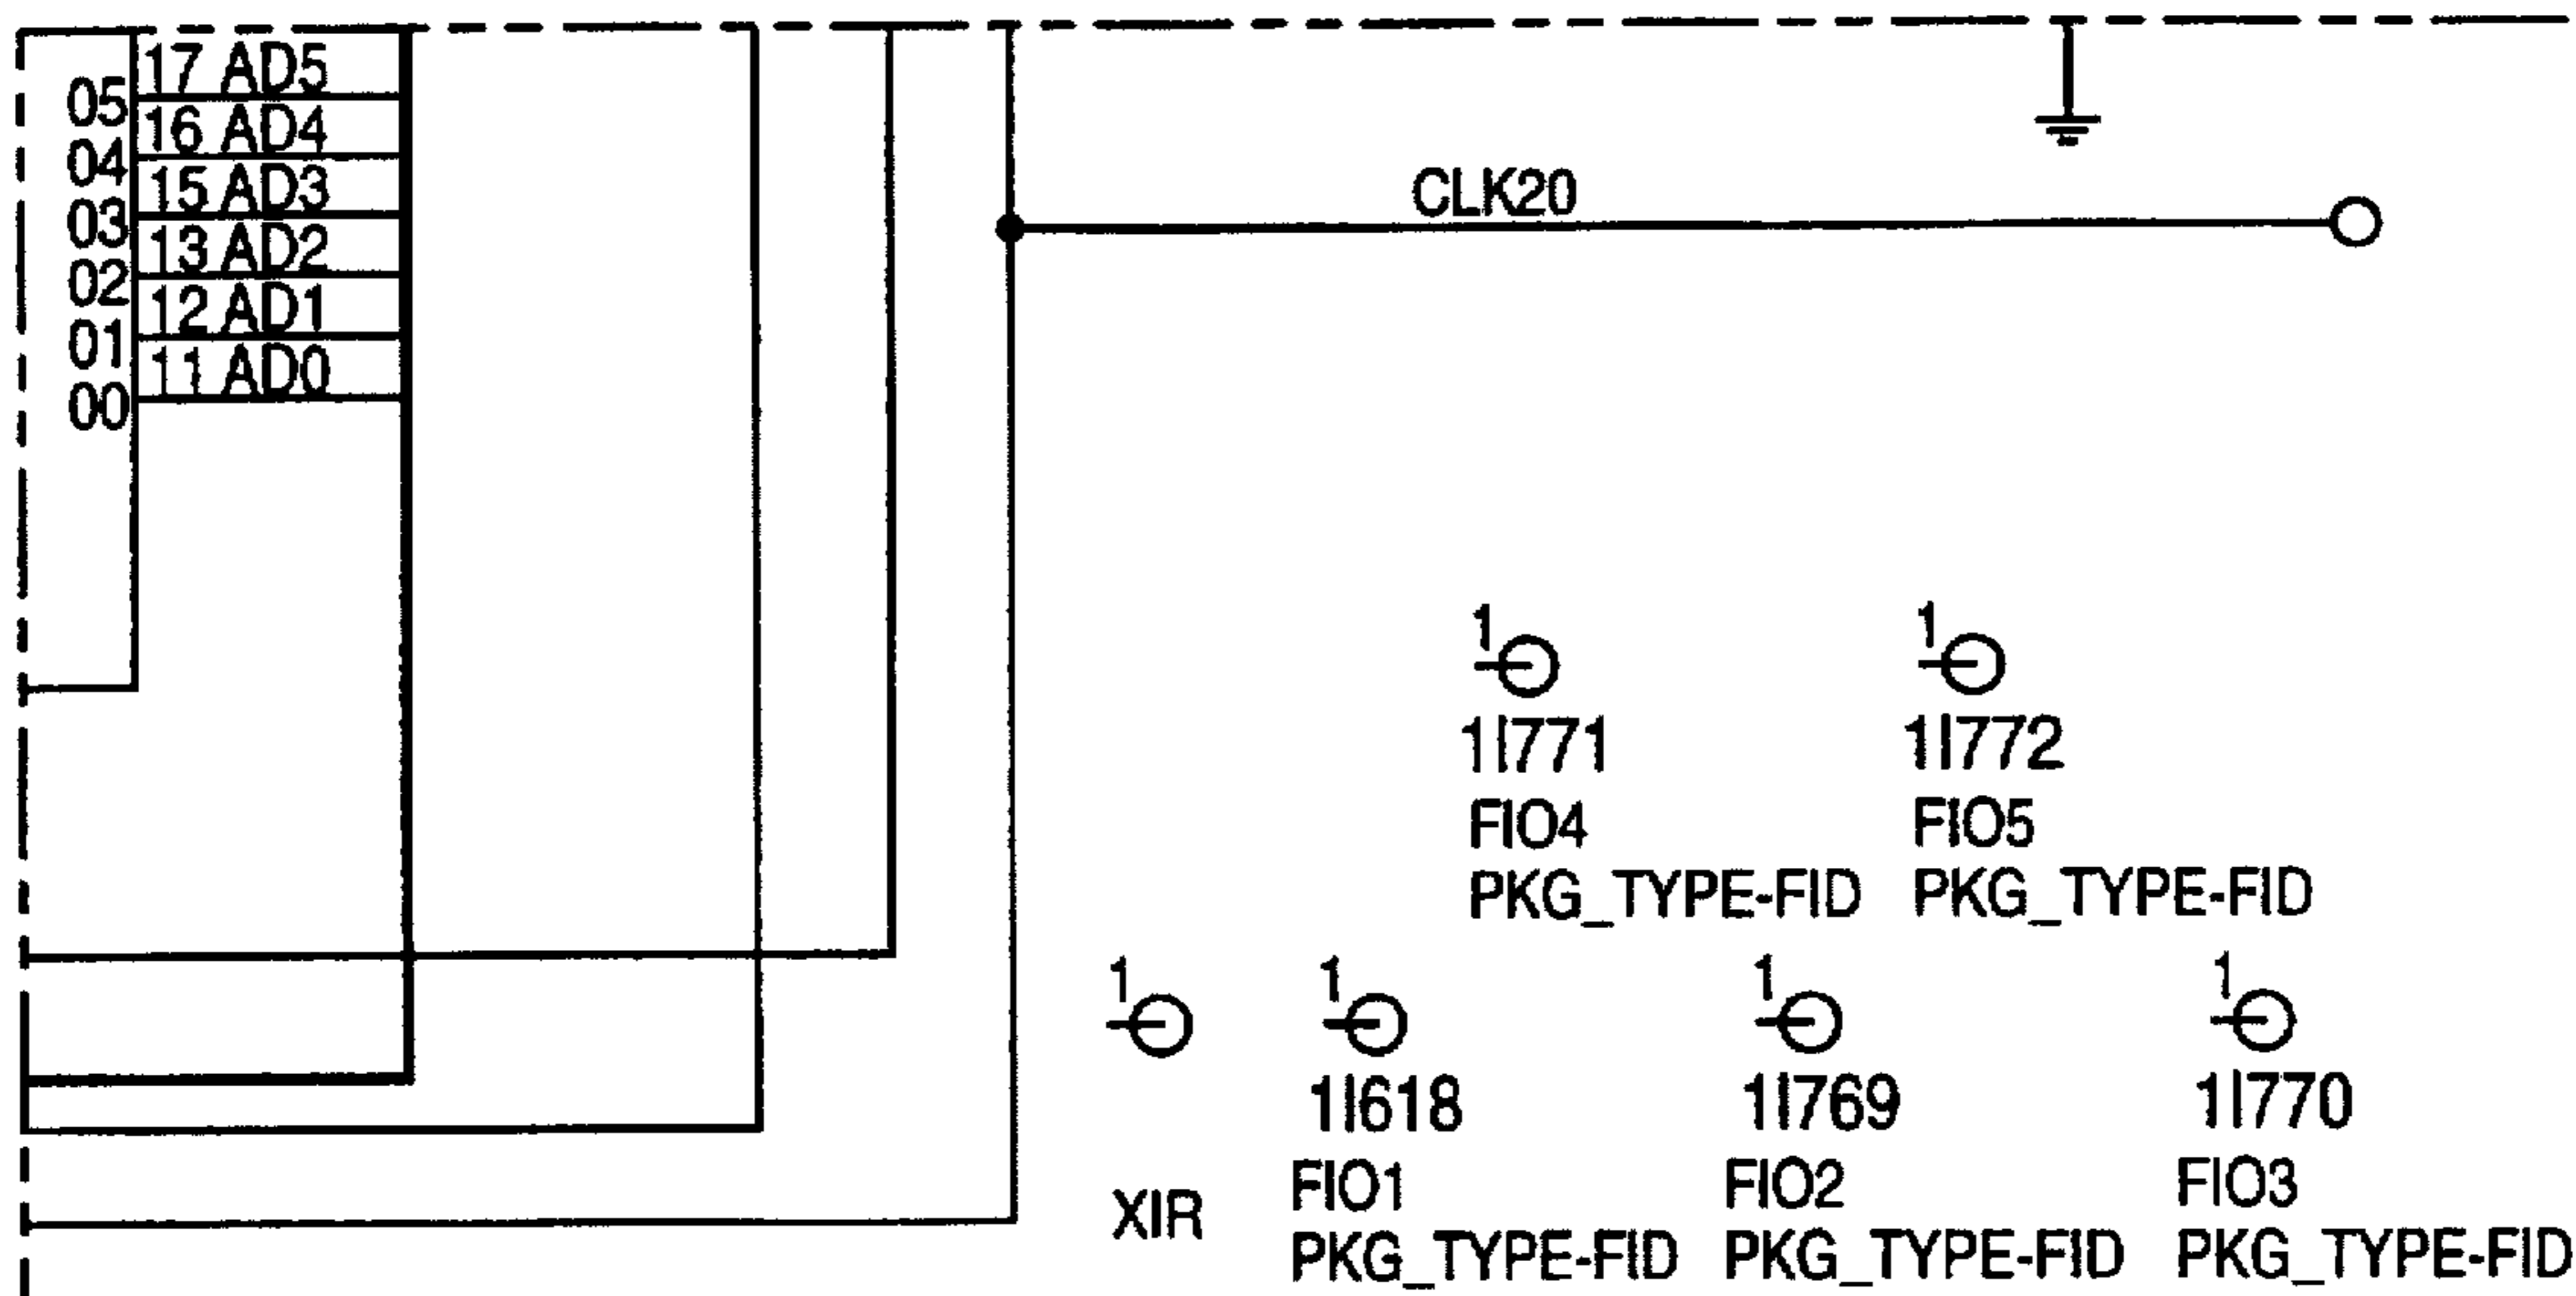 17 AD5
05
16 AD4
04
15 AD3
03
13 AD2
02
12 AD1
01
11 AD0
00
CLK20
1
1I771
FIO4
PKG_TYPE-FID
1
1I772
FIO5
PKG_TYPE-FID
1
XIR
1
1I618
FIO1
PKG_TYPE-FID
1
1I769
FIO2
PKG_TYPE-FID
1
1I770
FIO3
PKG_TYPE-FID